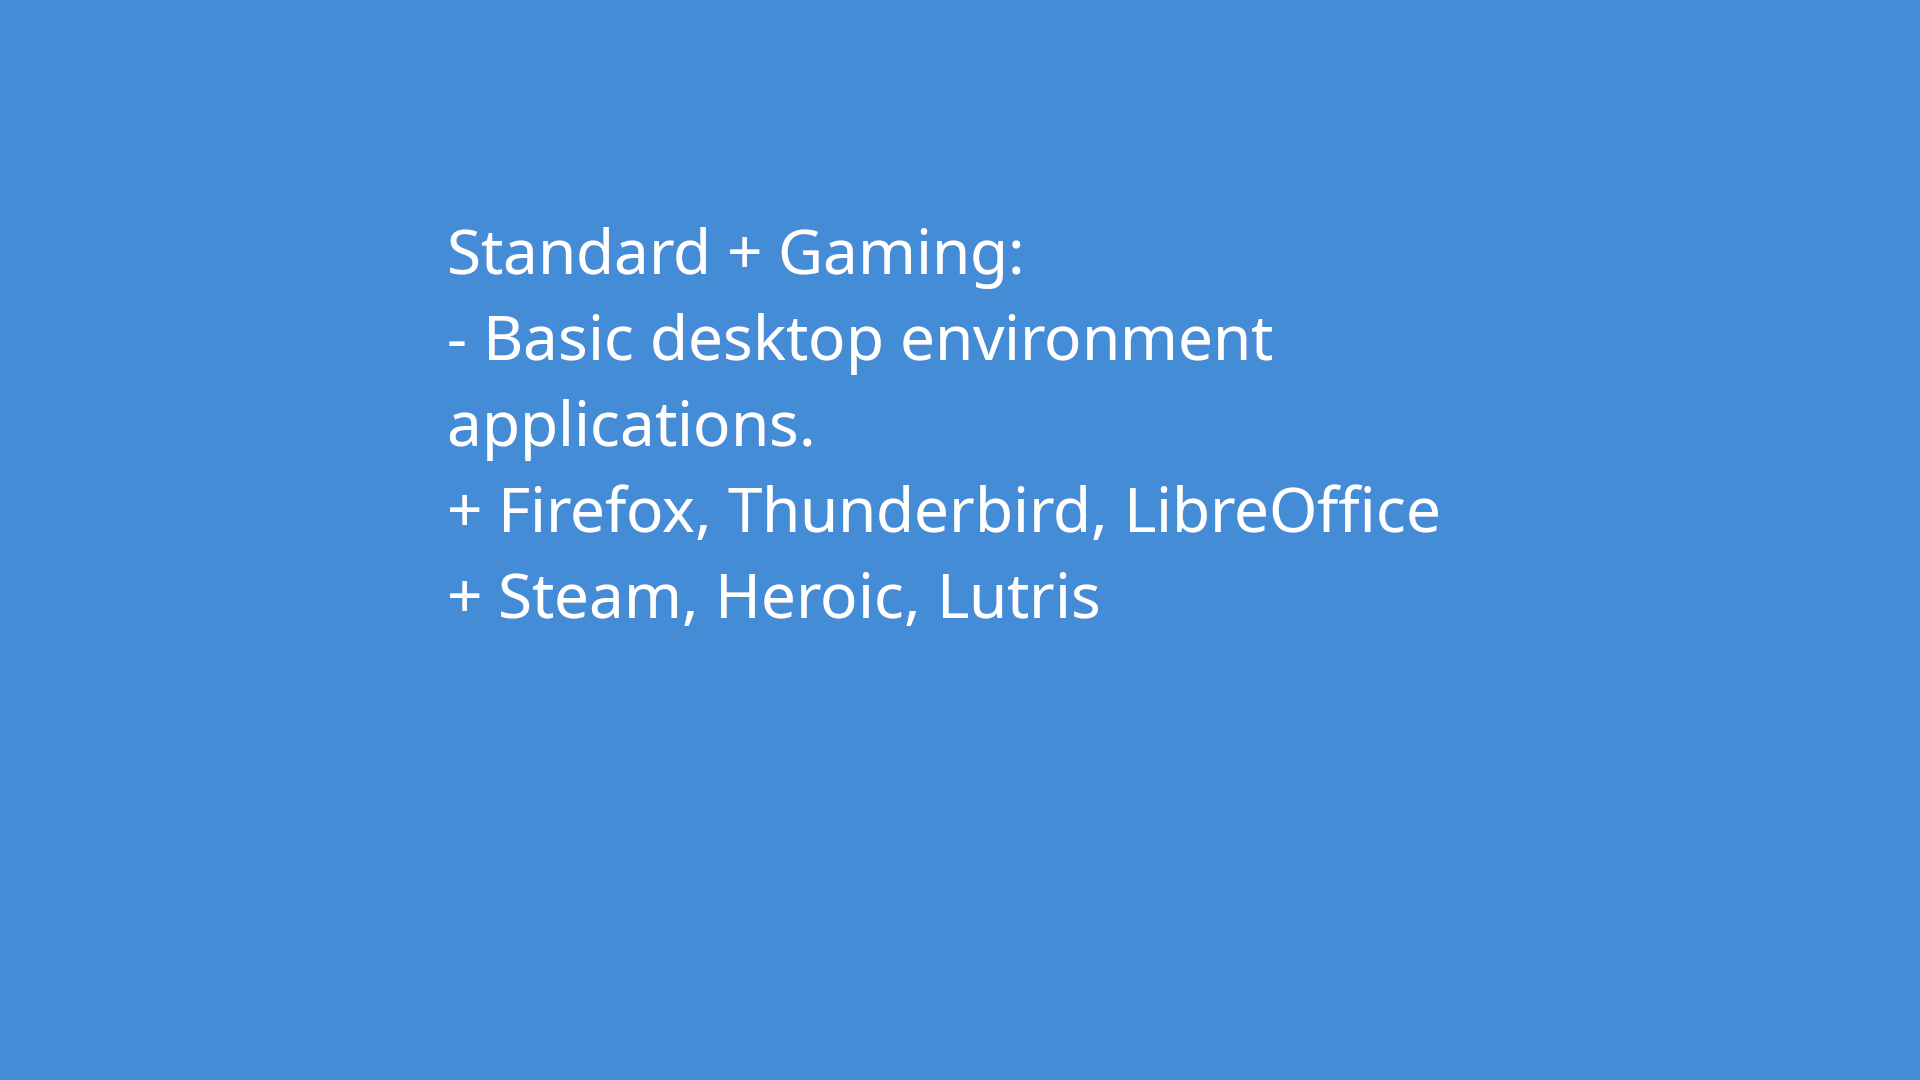 Standard + Gaming:
- Basic desktop environment
applications.
+ Firefox, Thunderbird, LibreOffice
+ Steam, Heroic, Lutris